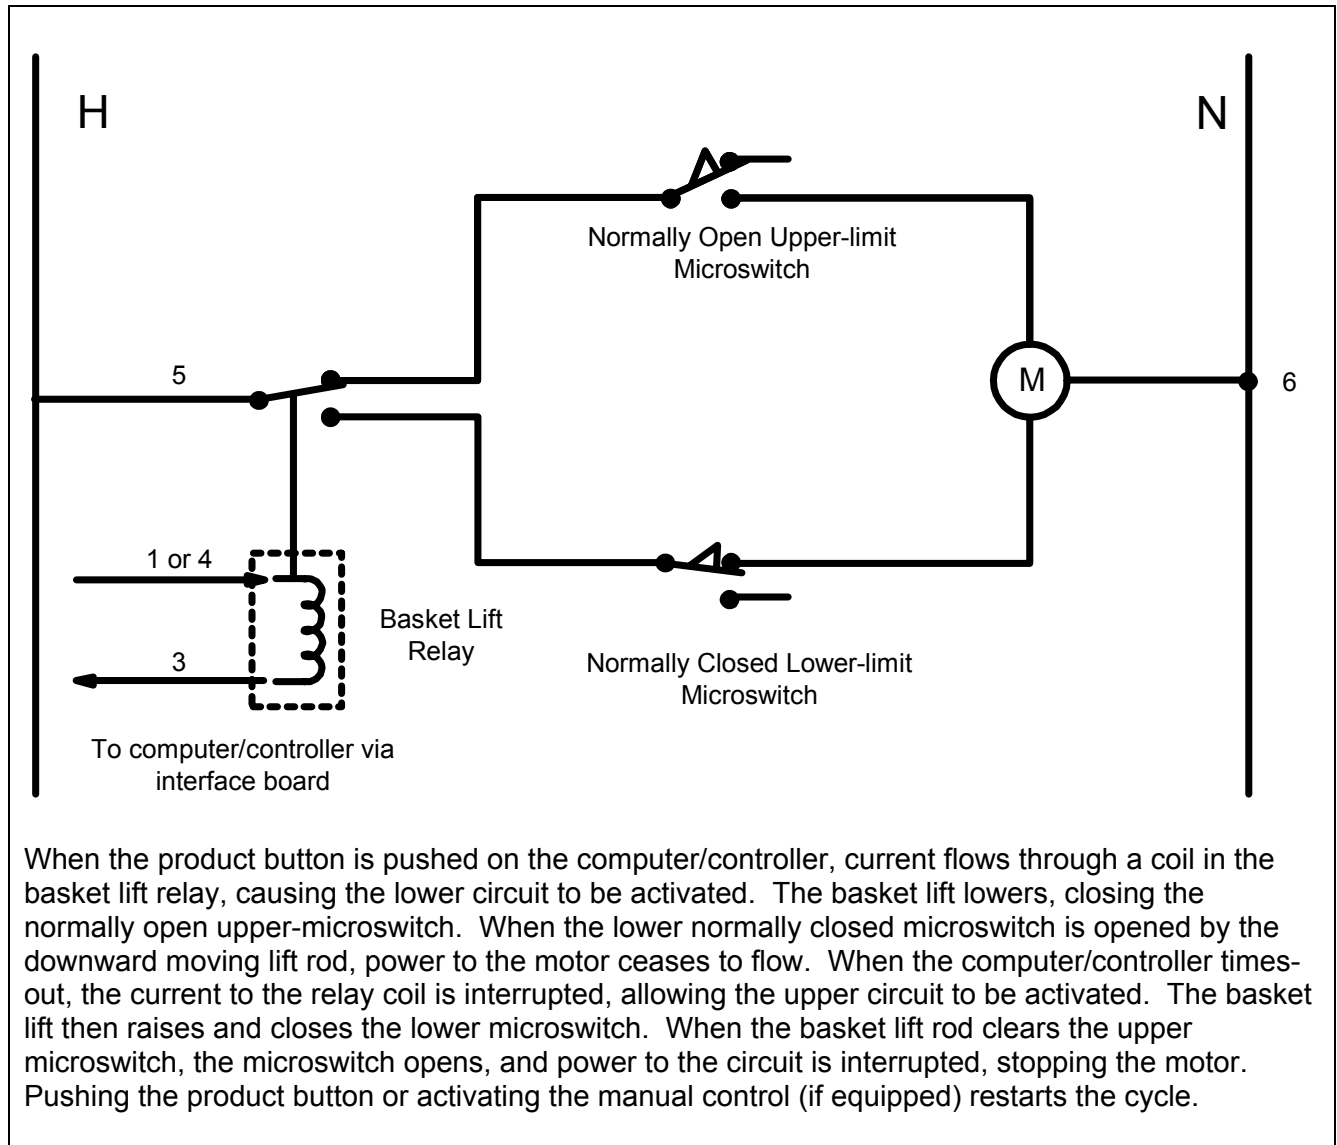 H
N
Normally Open Upper-limit
Microswitch
5
M
6
1 or 4
Basket Lift
Relay
3
Normally Closed Lower-limit
Microswitch
To computer/controller via
interface board
When the product button is pushed on the computer/controller, current flows through a coil in the
basket lift relay, causing the lower circuit to be activated.  The basket lift lowers, closing the
normally open upper-microswitch.  When the lower normally closed microswitch is opened by the
downward moving lift rod, power to the motor ceases to flow.  When the computer/controller times-
out, the current to the relay coil is interrupted, allowing the upper circuit to be activated.  The basket
lift then raises and closes the lower microswitch.  When the basket lift rod clears the upper
microswitch, the microswitch opens, and power to the circuit is interrupted, stopping the motor.
Pushing the product button or activating the manual control (if equipped) restarts the cycle.